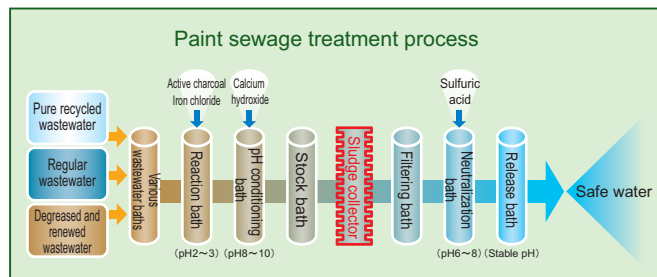 Paint sewage treatment process
Pure recycled
wastewater
Regular
wastewater
Degreased and
renewed
wastewater
Various
wastewater baths
Active charcoal
Iron chloride
Reaction bath
(pH2～3)
Calcium
hydroxide
pH conditioning
bath
(pH8～10)
Stock bath
Sludge collector
Filtering bath
Sulfuric
acid
Neutralization
bath
(pH6～8)
Release bath
(Stable pH)
Safe water